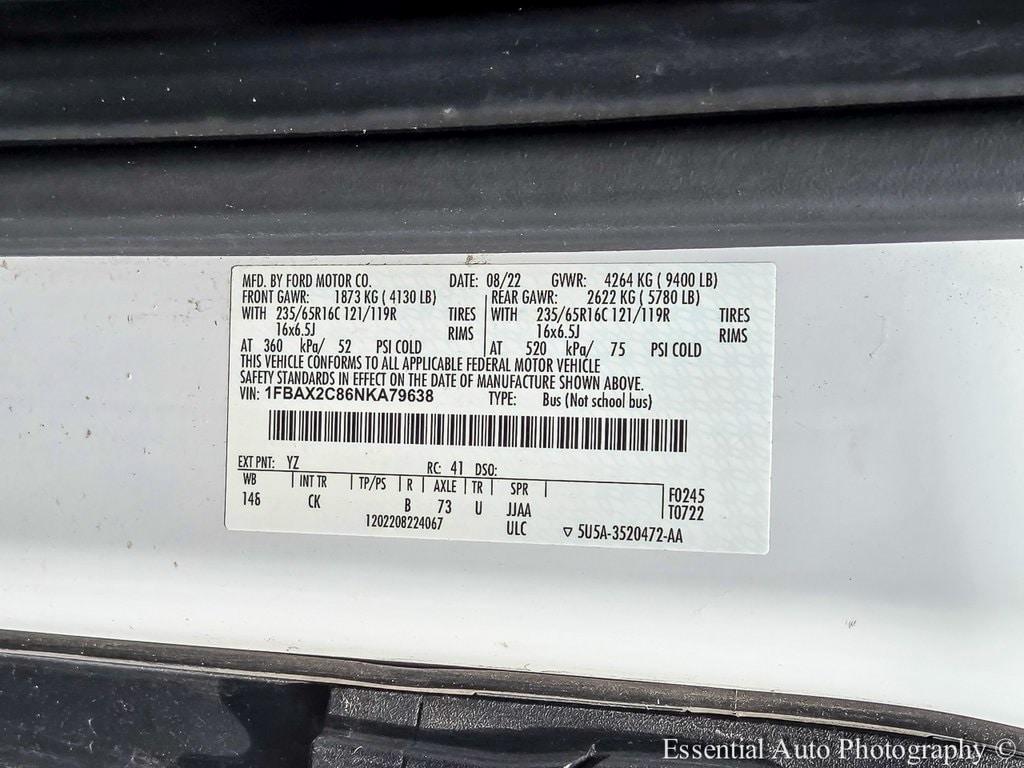 MFD. BY FORD MOTOR CO. DATE: 08/22 GVWR: 4264 KG ( 9400 LB)
FRONT GAWR: 1873 KG ( 4130 LB) REAR GAWR: 2622 KG ( 5780 LB)
WITH 235/65R16C 121/119R TIRES WITH 235/65R16C 121/119R TIRES
16x6.5J RIMS 16x6.5J RIMS
AT 360 kPa/ 52 PSI COLD AT 520 kPa/ 75 PSI COLD
THIS VEHICLE CONFORMS TO ALL APPLICABLE FEDERAL MOTOR VEHICLE
SAFETY STANDARDS IN EFFECT ON THE DATE OF MANUFACTURE SHOWN ABOVE.
VIN: 1FBAX2C86NKA79638 TYPE: Bus (Not school bus)
EXT PNT: YZ RC: 41 DSO:
WB INT TR TP/PS R AXLE TR SPR F0245
148 CK B 73 U JJAA T0722
1202208224067 ULC ▽ 5U5A-3520472-AA
Essential Auto Photography ©